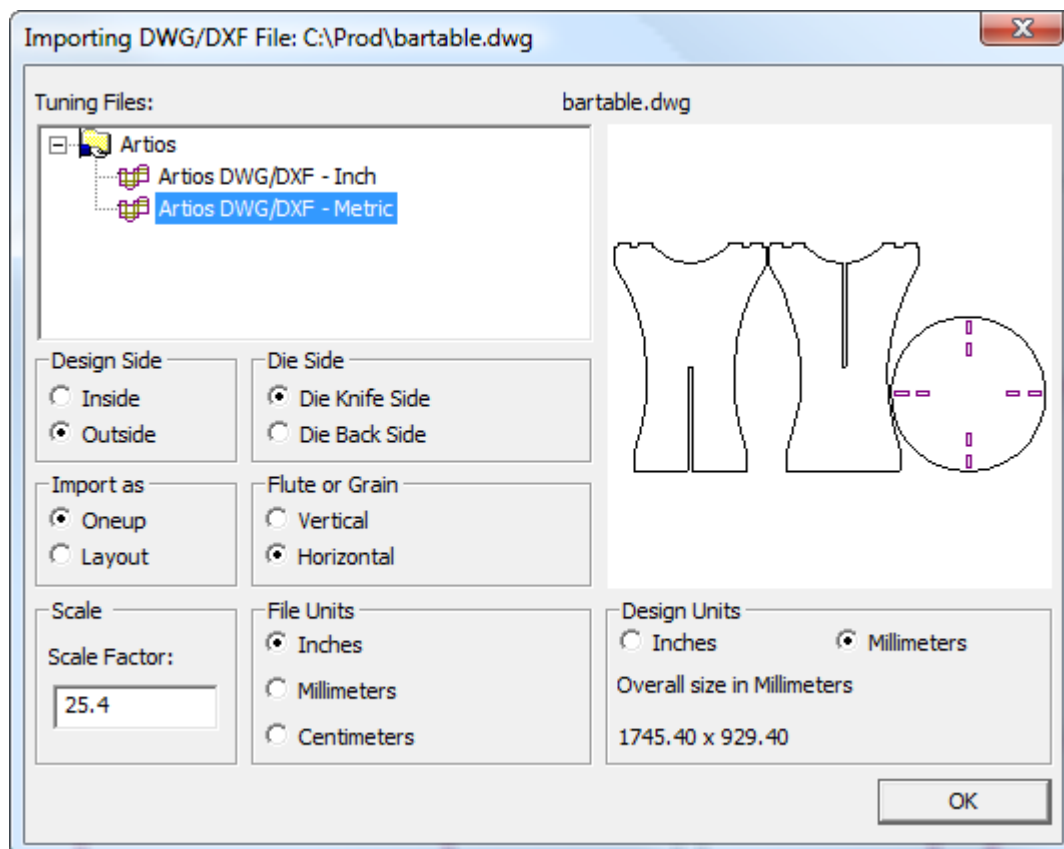 Importing DWG/DXF File: C:\Prod\bartable.dwg
Tuning Files:
bartable.dwg
Artios
Artios DWG/DXF - Inch
Artios DWG/DXF - Metric
Design Side
Inside
Outside
Die Side
Die Knife Side
Die Back Side
Import as
Oneup
Layout
Flute or Grain
Vertical
Horizontal
Scale
Scale Factor:
25.4
File Units
Inches
Millimeters
Centimeters
Design Units
Inches
Millimeters
Overall size in Millimeters
1745.40 x 929.40
OK